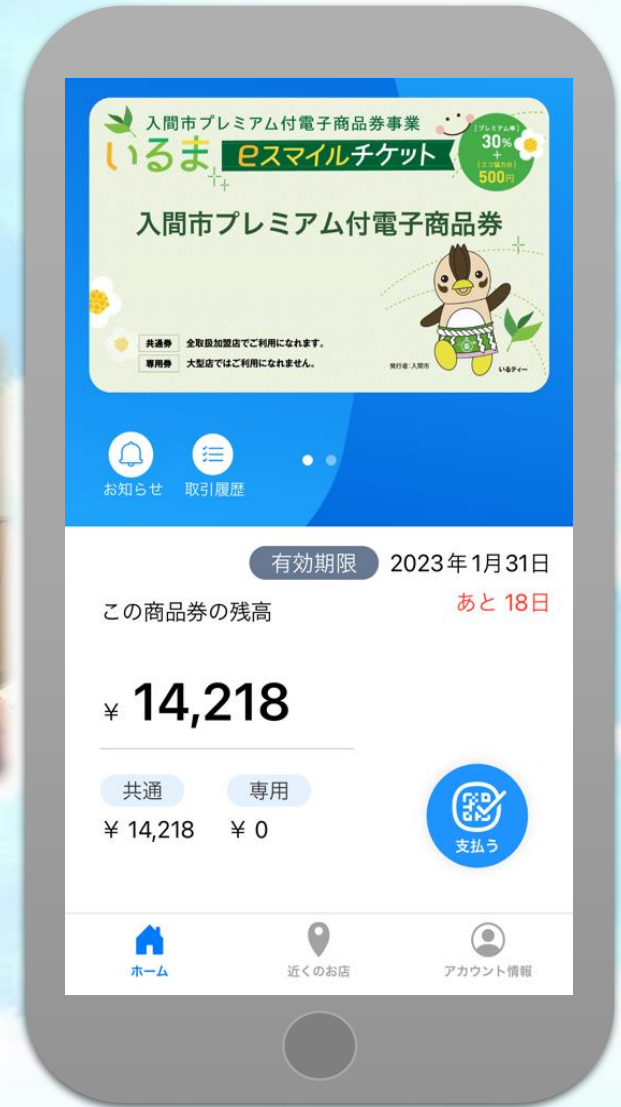 入間市プレミアム付電子商品券事業
いるま eスマイルチケット
[プレミアム率]
30%
+
[エコ協力分]
500円
入間市プレミアム付電子商品券
共通券 全取扱加盟店でご利用になれます。
専用券 大型店ではご利用になれません。
発行者：入間市
いるティー
お知らせ 取引履歴
有効期限 2023年1月31日
あと 18日
この商品券の残高
¥ 14,218
共通 専用
¥ 14,218 ¥ 0
支払う
ホーム 近くのお店 アカウント情報